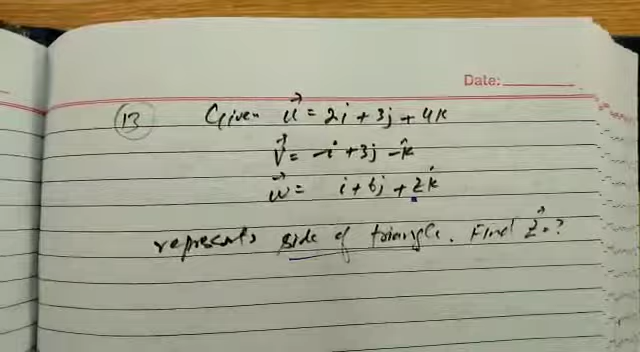 Date:
13 Given u⃗ = 2i + 3j + 4k
v⃗ = -i + 3j - k̂
w⃗ = i + 6j + zk̂
represents side of triangle. Find z⃗.?